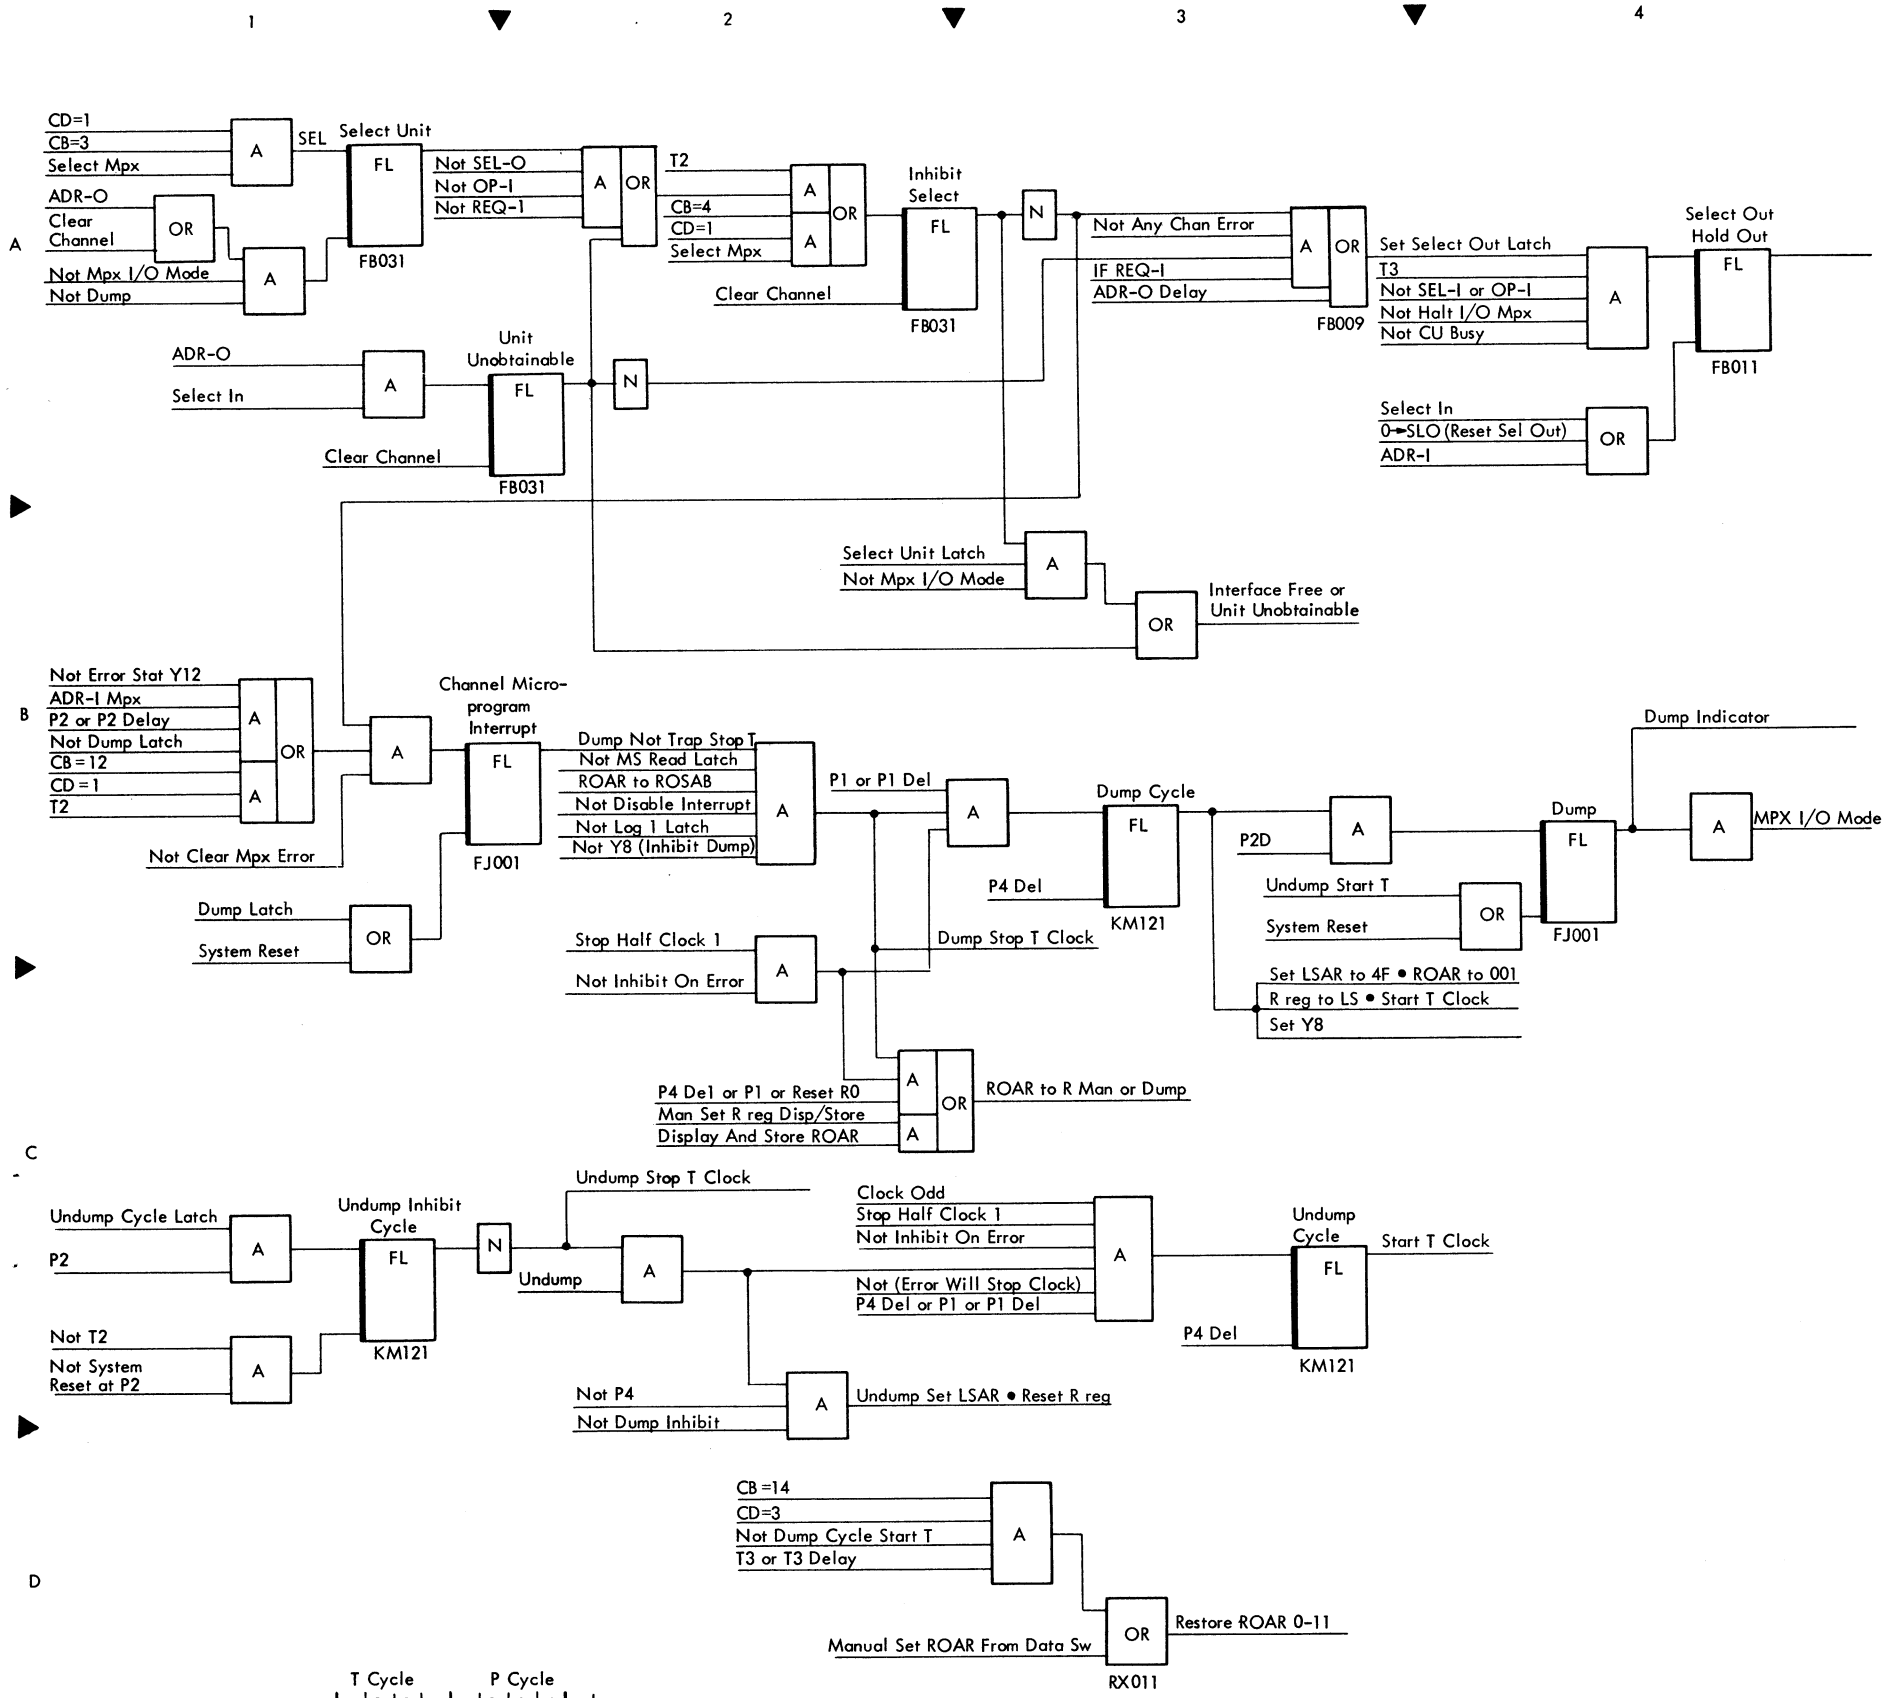 1
2
3
4
CD=1
CB=3
Select Mpx
A
SEL
Select Unit
FL
FB031
ADR-O
Clear
Channel
OR
Not Mpx I/O Mode
Not Dump
A
Not SEL-O
Not OP-I
Not REQ-1
A
OR
T2
CB=4
CD=1
Select Mpx
A
A
OR
Clear Channel
Inhibit
Select
FL
FB031
N
Not Any Chan Error
IF REQ-I
ADR-O Delay
A
OR
FB009
Set Select Out Latch
T3
Not SEL-I or OP-I
Not Halt I/O Mpx
Not CU Busy
A
Select Out
Hold Out
FL
FB011
A
ADR-O
Select In
A
Unit
Unobtainable
FL
FB031
Clear Channel
N
Select In
0→SLO (Reset Sel Out)
ADR-I
OR
Select Unit Latch
Not Mpx I/O Mode
A
OR
Interface Free or
Unit Unobtainable
B
Not Error Stat Y12
ADR-I Mpx
P2 or P2 Delay
Not Dump Latch
CB=12
CD=1
T2
A
A
OR
Not Clear Mpx Error
A
Channel Micro-
program
Interrupt
FL
FJ001
Dump Latch
System Reset
OR
Dump Not Trap Stop T
Not MS Read Latch
ROAR to ROSAB
Not Disable Interrupt
Not Log 1 Latch
Not Y8 (Inhibit Dump)
A
P1 or P1 Del
A
P4 Del
Dump Cycle
FL
KM121
P2D
A
Undump Start T
System Reset
OR
Dump
FL
FJ001
Dump Indicator
A
MPX I/O Mode
Stop Half Clock 1
Not Inhibit On Error
A
Dump Stop T Clock
Set LSAR to 4F ● ROAR to 001
R reg to LS ● Start T Clock
Set Y8
P4 Del or P1 or Reset R0
Man Set R reg Disp/Store
Display And Store ROAR
A
A
OR
ROAR to R Man or Dump
C
Undump Cycle Latch
P2
A
Undump Inhibit
Cycle
FL
KM121
Not T2
Not System
Reset at P2
A
N
Undump Stop T Clock
Undump
A
Clock Odd
Stop Half Clock 1
Not Inhibit On Error
Not (Error Will Stop Clock)
P4 Del or P1 or P1 Del
A
Undump
Cycle
FL
KM121
P4 Del
Start T Clock
Not P4
Not Dump Inhibit
A
Undump Set LSAR ● Reset R reg
CB=14
CD=3
Not Dump Cycle Start T
T3 or T3 Delay
A
D
Manual Set ROAR From Data Sw
OR
RX011
Restore ROAR 0-11
T Cycle
P Cycle